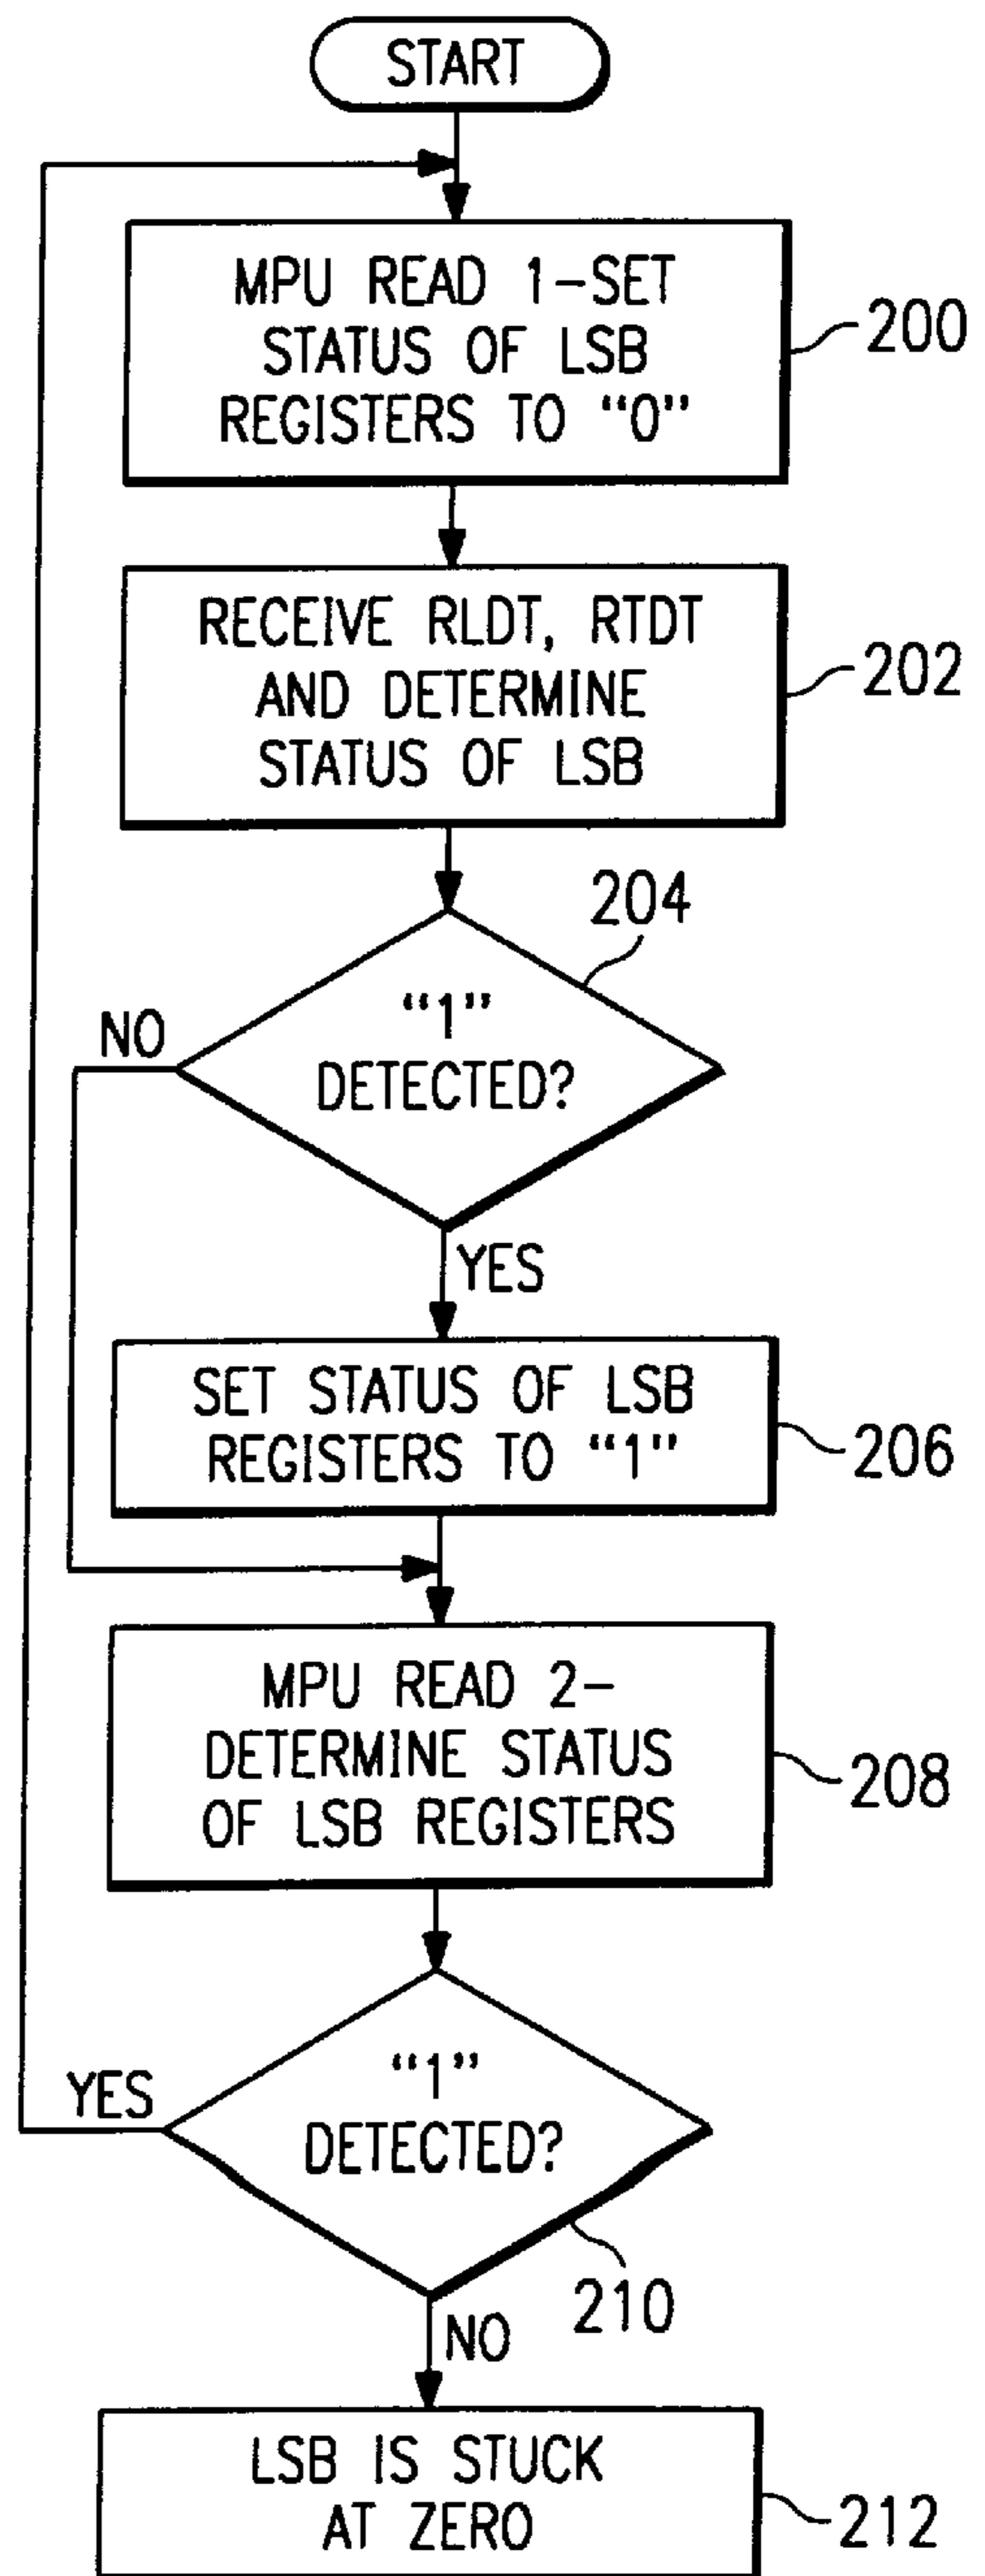 START
MPU READ 1-SET
STATUS OF LSB
REGISTERS TO “0”
200
RECEIVE RLDT, RTDT
AND DETERMINE
STATUS OF LSB
202
204
“1”
DETECTED?
NO
YES
SET STATUS OF LSB
REGISTERS TO “1”
206
MPU READ 2-
DETERMINE STATUS
OF LSB REGISTERS
208
“1”
DETECTED?
YES
210
NO
LSB IS STUCK
AT ZERO
212